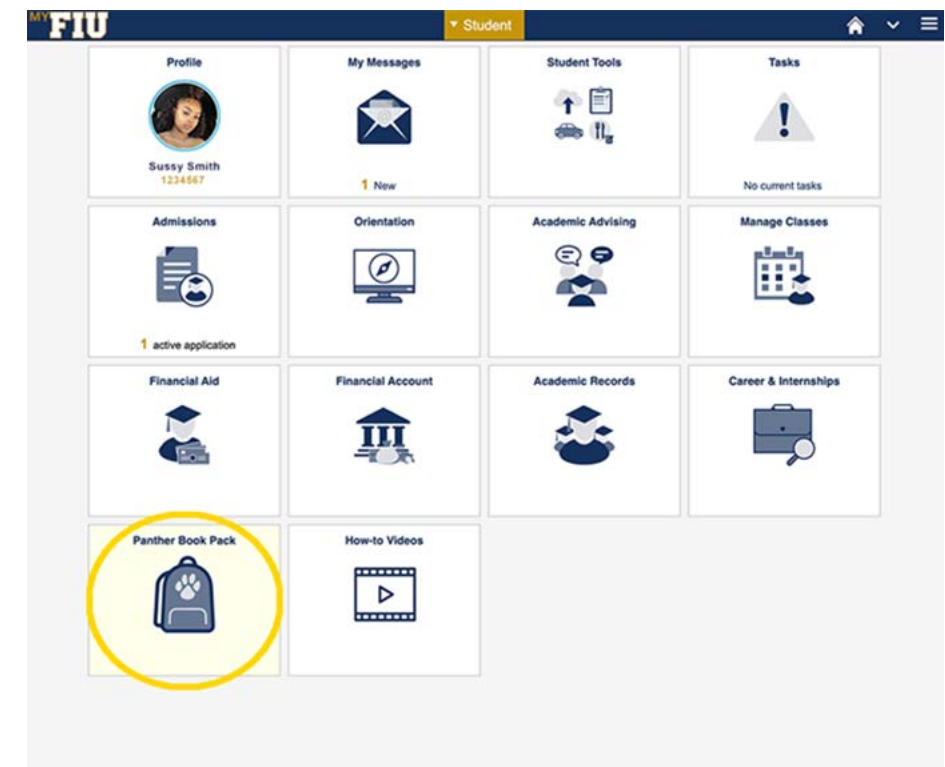 MY FIU
Student
Profile
Sussy Smith
1234567
My Messages
1 New
Student Tools
Tasks
No current tasks
Admissions
1 active application
Orientation
Academic Advising
Manage Classes
Financial Aid
Financial Account
Academic Records
Career & Internships
Panther Book Pack
How-to Videos